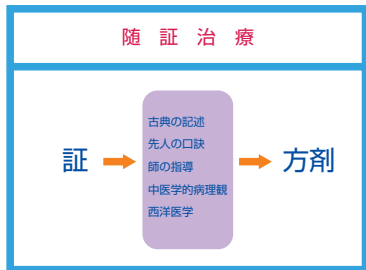 随 証 治 療
証
古典の記述
先人の口訣
師の指導
中医学的病理観
西洋医学
方剤